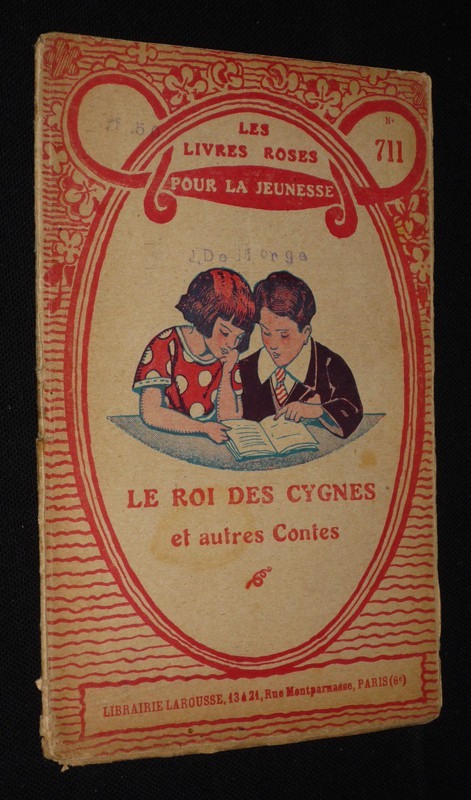 LES
LIVRES ROSES
POUR LA JEUNESSE
N°
711
LE ROI DES CYGNES
et autres Contes
LIBRAIRIE LAROUSSE, 13 à 21, Rue Montparnasse, PARIS (6e)